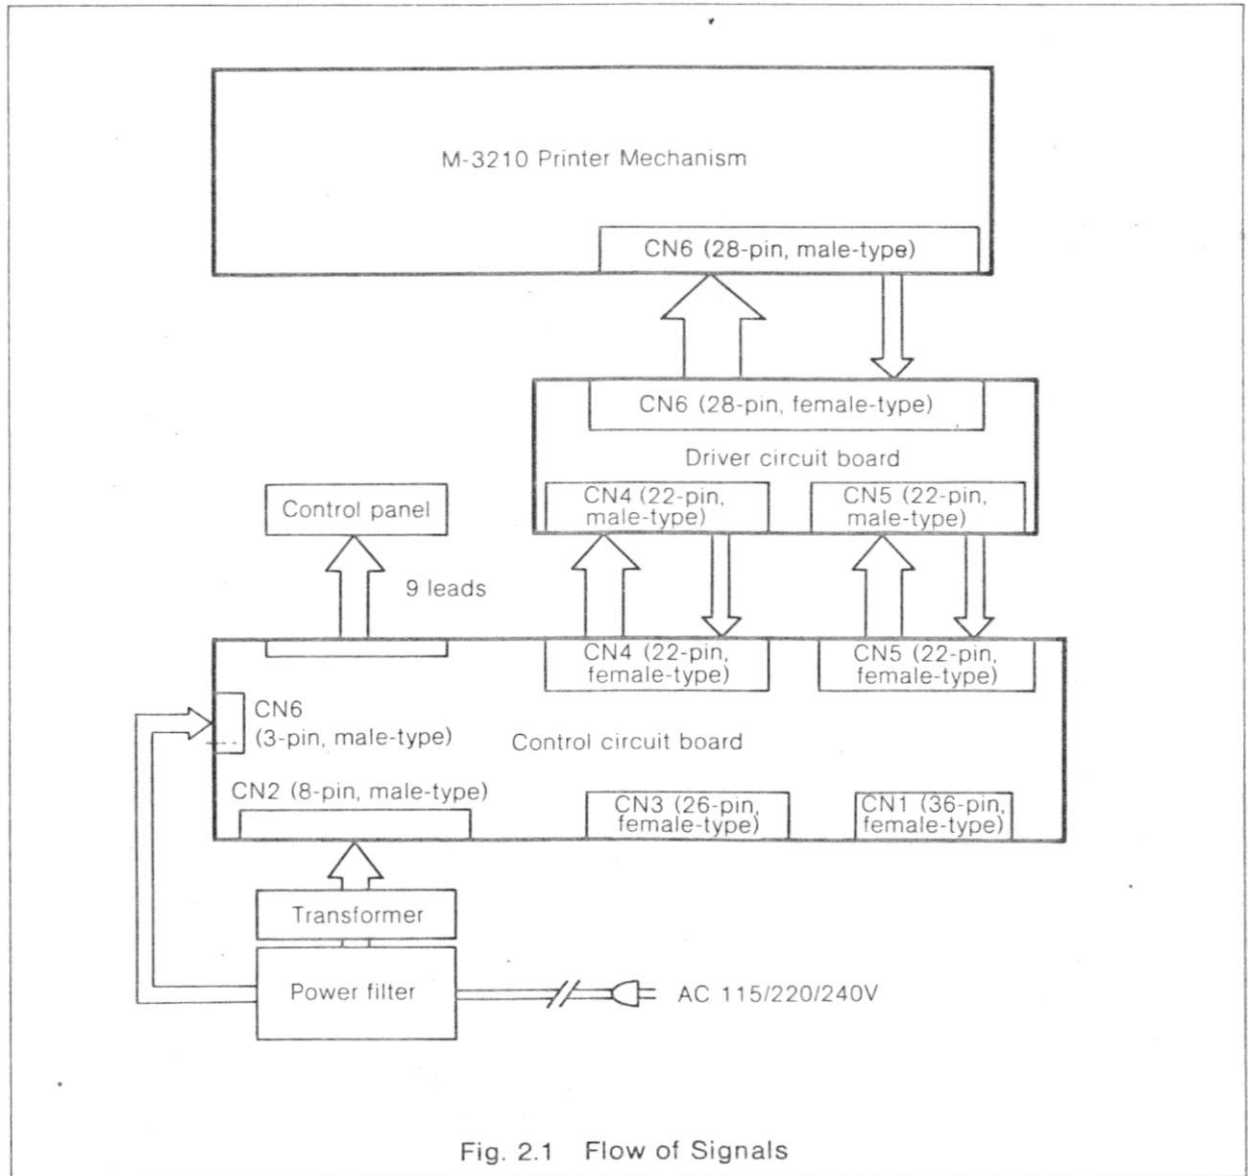 M-3210 Printer Mechanism
CN6 (28-pin, male-type)
CN6 (28-pin, female-type)
Driver circuit board
CN4 (22-pin,
male-type)
CN5 (22-pin,
male-type)
Control panel
9 leads
CN4 (22-pin,
female-type)
CN5 (22-pin,
female-type)
CN6
(3-pin, male-type)
Control circuit board
CN2 (8-pin, male-type)
CN3 (26-pin,
female-type)
CN1 (36-pin,
female-type)
Transformer
Power filter
AC 115/220/240V
Fig. 2.1 Flow of Signals